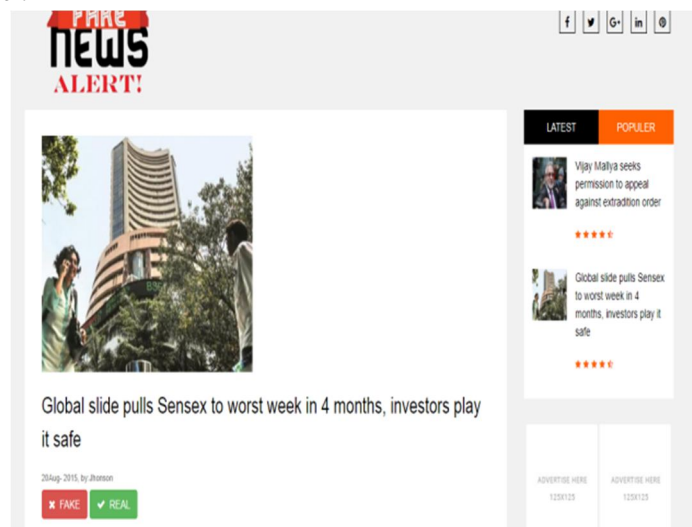 FAKE
NEWS
ALERT!
f
G+
in
LATEST
POPULER
Vijay Mallya seeks
permission to appeal
against extradition order
Global slide pulls Sensex
to worst week in 4
months, investors play it
safe
BSE
Global slide pulls Sensex to worst week in 4 months, investors play
it safe
20Aug- 2015, by Jhonson
✖ FAKE
✔ REAL
ADVERTISE HERE
125X125
ADVERTISE HERE
125X125